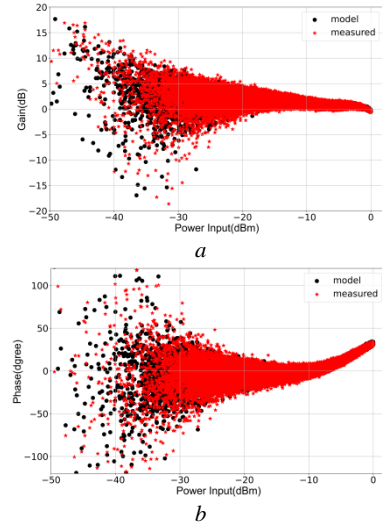 20
15
10
5
0
−5
−10
−15
−20
Gain(dB)
model
measured
−50
−40
−30
−20
−10
0
Power Input(dBm)
a
100
50
0
−50
−100
Phase(dgree)
model
measured
−50
−40
−30
−20
−10
0
Power Input(dBm)
b